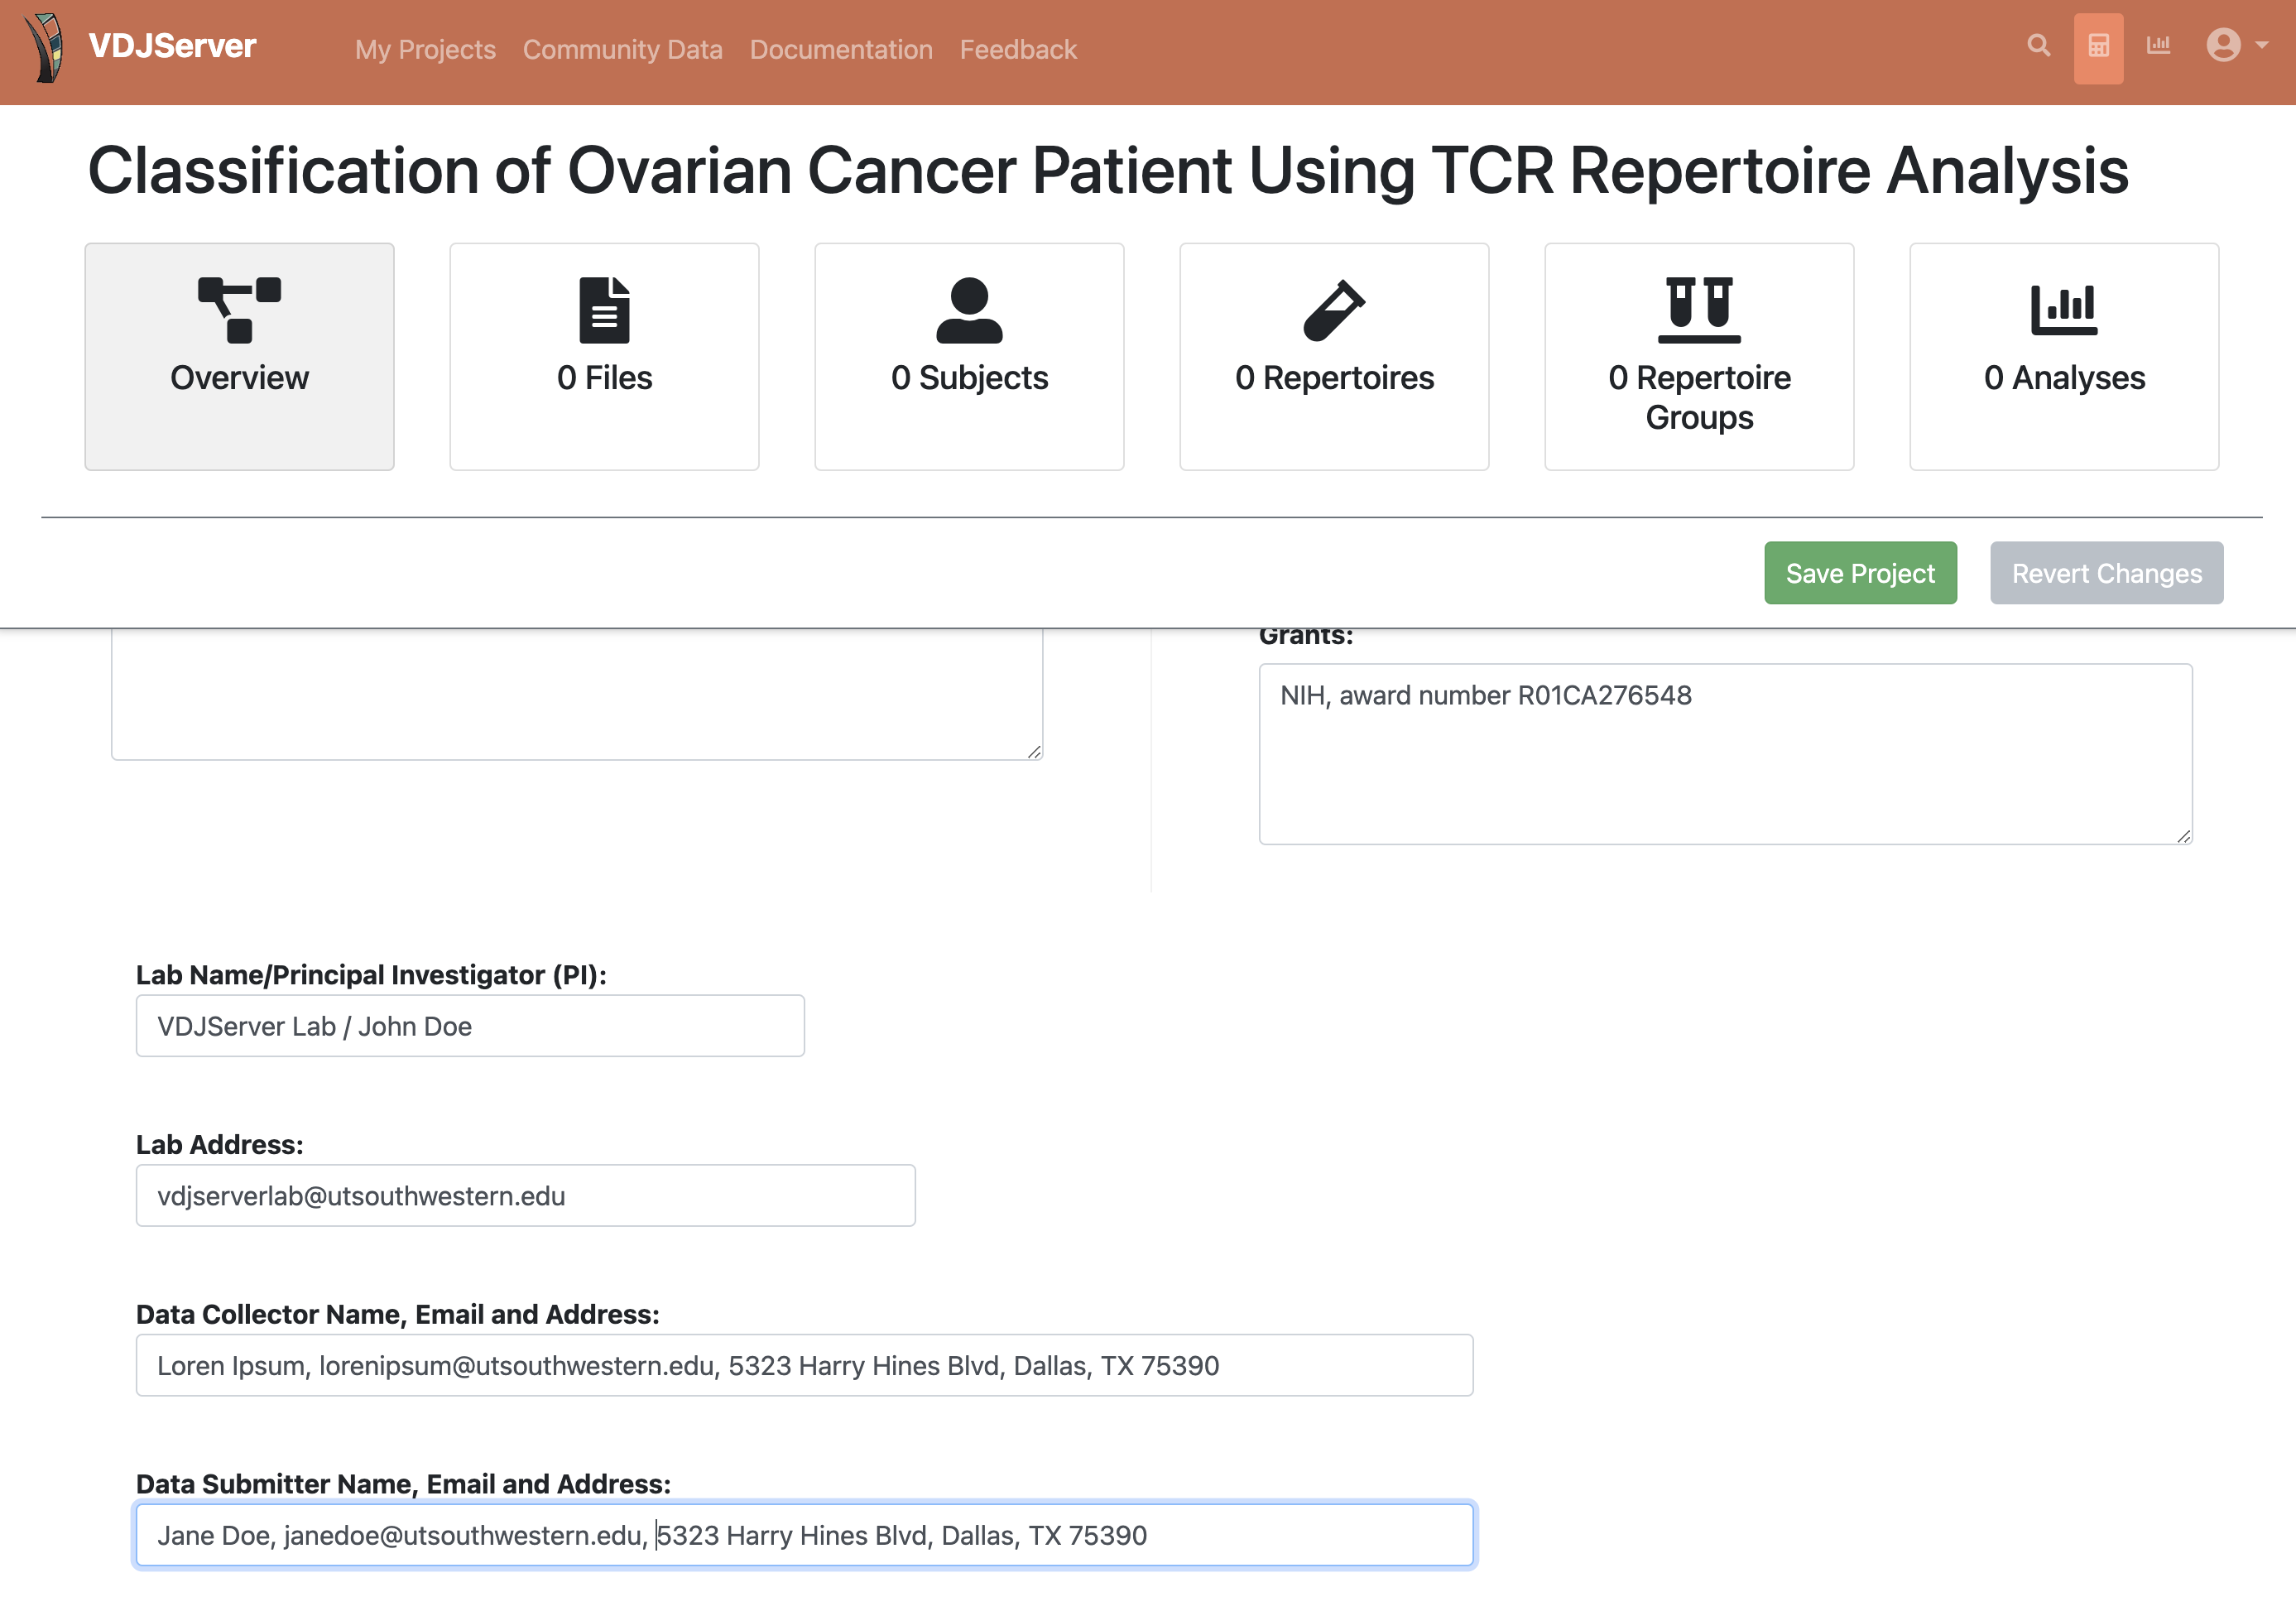 VDJServer
My Projects Community Data Documentation Feedback
Classification of Ovarian Cancer Patient Using TCR Repertoire Analysis
Overview
0 Files
0 Subjects
0 Repertoires
0 Repertoire
Groups
0 Analyses
Save Project Revert Changes
Grants:
NIH, award number R01CA276548
Lab Name/Principal Investigator (PI):
VDJServer Lab / John Doe
Lab Address:
vdjserverlab@utsouthwestern.edu
Data Collector Name, Email and Address:
Loren Ipsum, lorenipsum@utsouthwestern.edu, 5323 Harry Hines Blvd, Dallas, TX 75390
Data Submitter Name, Email and Address:
Jane Doe, janedoe@utsouthwestern.edu, 5323 Harry Hines Blvd, Dallas, TX 75390